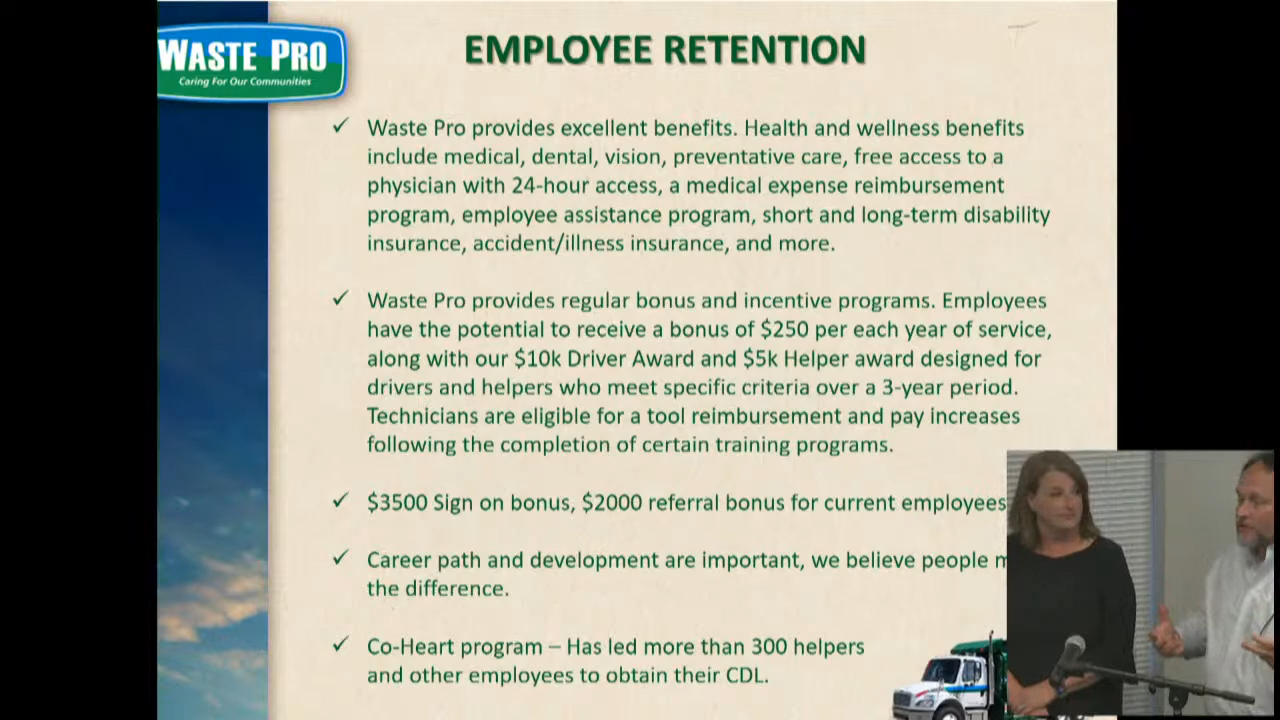 WASTE PRO
Caring For Our Communities
EMPLOYEE RETENTION
✓ Waste Pro provides excellent benefits. Health and wellness benefits
include medical, dental, vision, preventative care, free access to a
physician with 24-hour access, a medical expense reimbursement
program, employee assistance program, short and long-term disability
insurance, accident/illness insurance, and more.
✓ Waste Pro provides regular bonus and incentive programs. Employees
have the potential to receive a bonus of $250 per each year of service,
along with our $10k Driver Award and $5k Helper award designed for
drivers and helpers who meet specific criteria over a 3-year period.
Technicians are eligible for a tool reimbursement and pay increases
following the completion of certain training programs.
✓ $3500 Sign on bonus, $2000 referral bonus for current employees
✓ Career path and development are important, we believe people
the difference.
✓ Co-Heart program – Has led more than 300 helpers
and other employees to obtain their CDL.